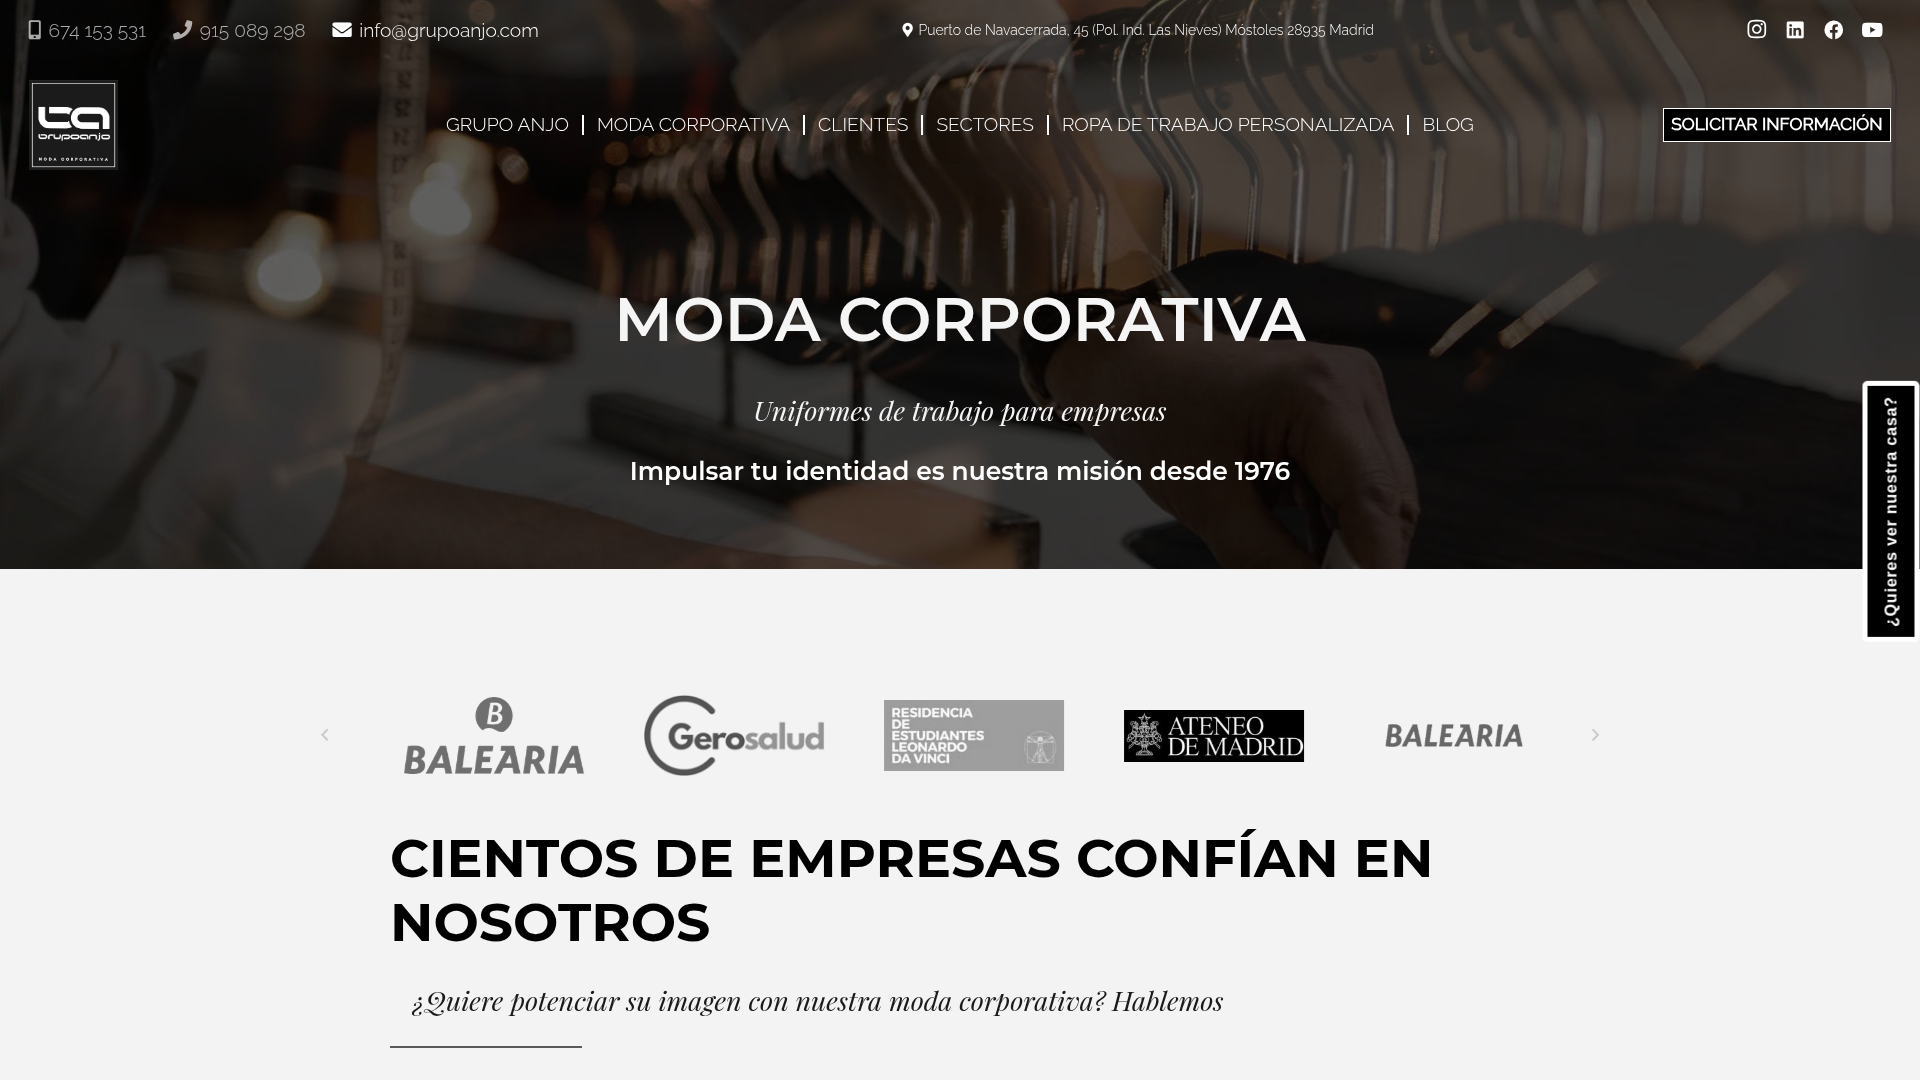 674 153 531
915 089 298
info@grupoanjo.com
Puerto de Navacerrada, 45 (Pol. Ind. Las Nieves) Móstoles 28935 Madrid
Grupoanjo
MODA CORPORATIVA
GRUPO ANJO
MODA CORPORATIVA
CLIENTES
SECTORES
ROPA DE TRABAJO PERSONALIZADA
BLOG
SOLICITAR INFORMACIÓN
MODA CORPORATIVA
Uniformes de trabajo para empresas
Impulsar tu identidad es nuestra misión desde 1976
¿Quieres ver nuestra casa?
B
BALEARIA
Gerosalud
RESIDENCIA
DE
ESTUDIANTES
LEONARDO
DA VINCI
ATENEO
DE MADRID
BALEARIA
CIENTOS DE EMPRESAS CONFÍAN EN
NOSOTROS
¿Quiere potenciar su imagen con nuestra moda corporativa? Hablemos